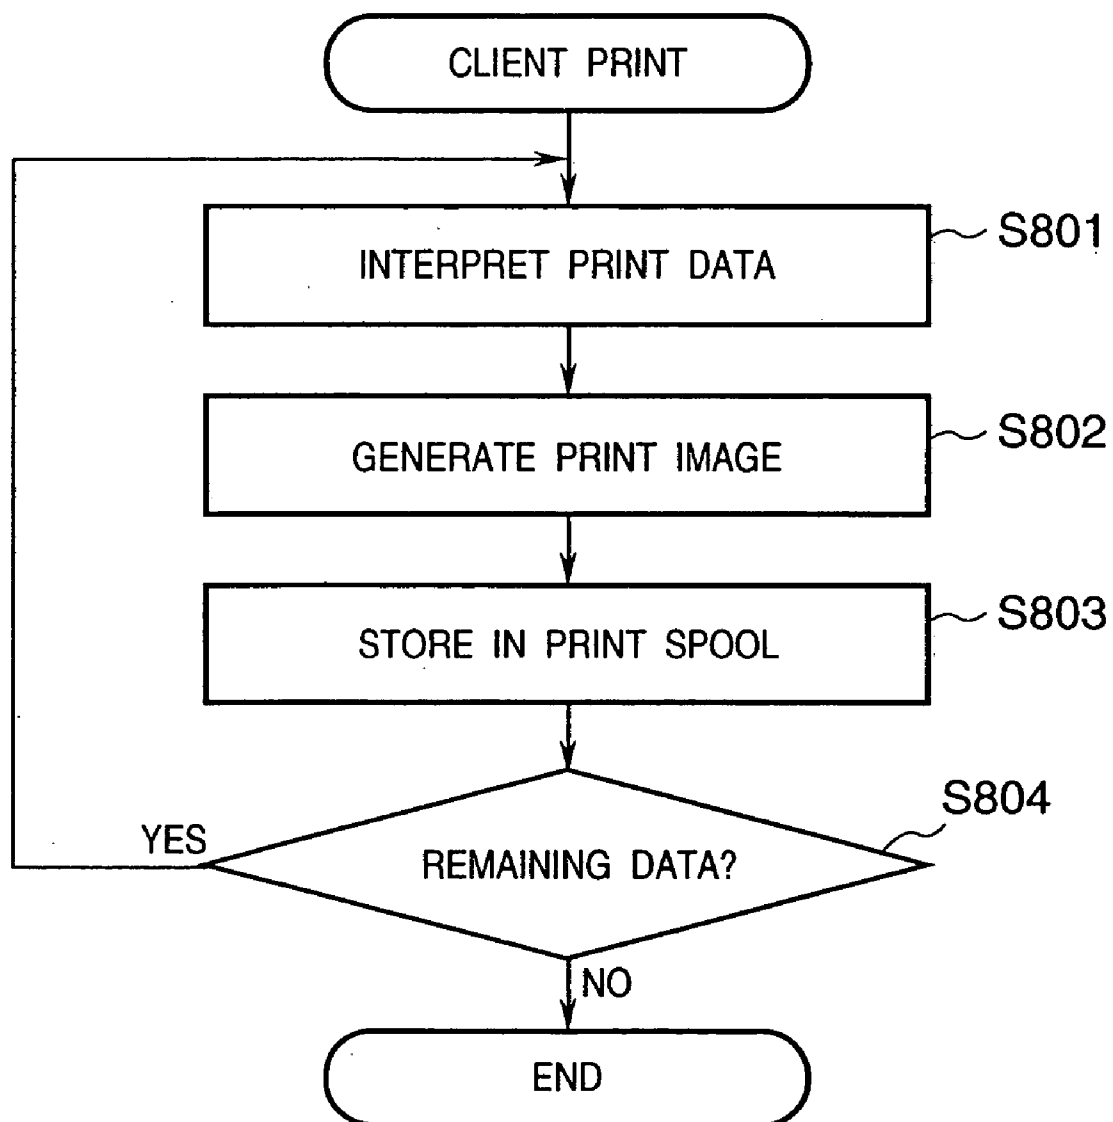 CLIENT PRINT
INTERPRET PRINT DATA
S801
GENERATE PRINT IMAGE
S802
STORE IN PRINT SPOOL
S803
S804
YES
REMAINING DATA?
NO
END